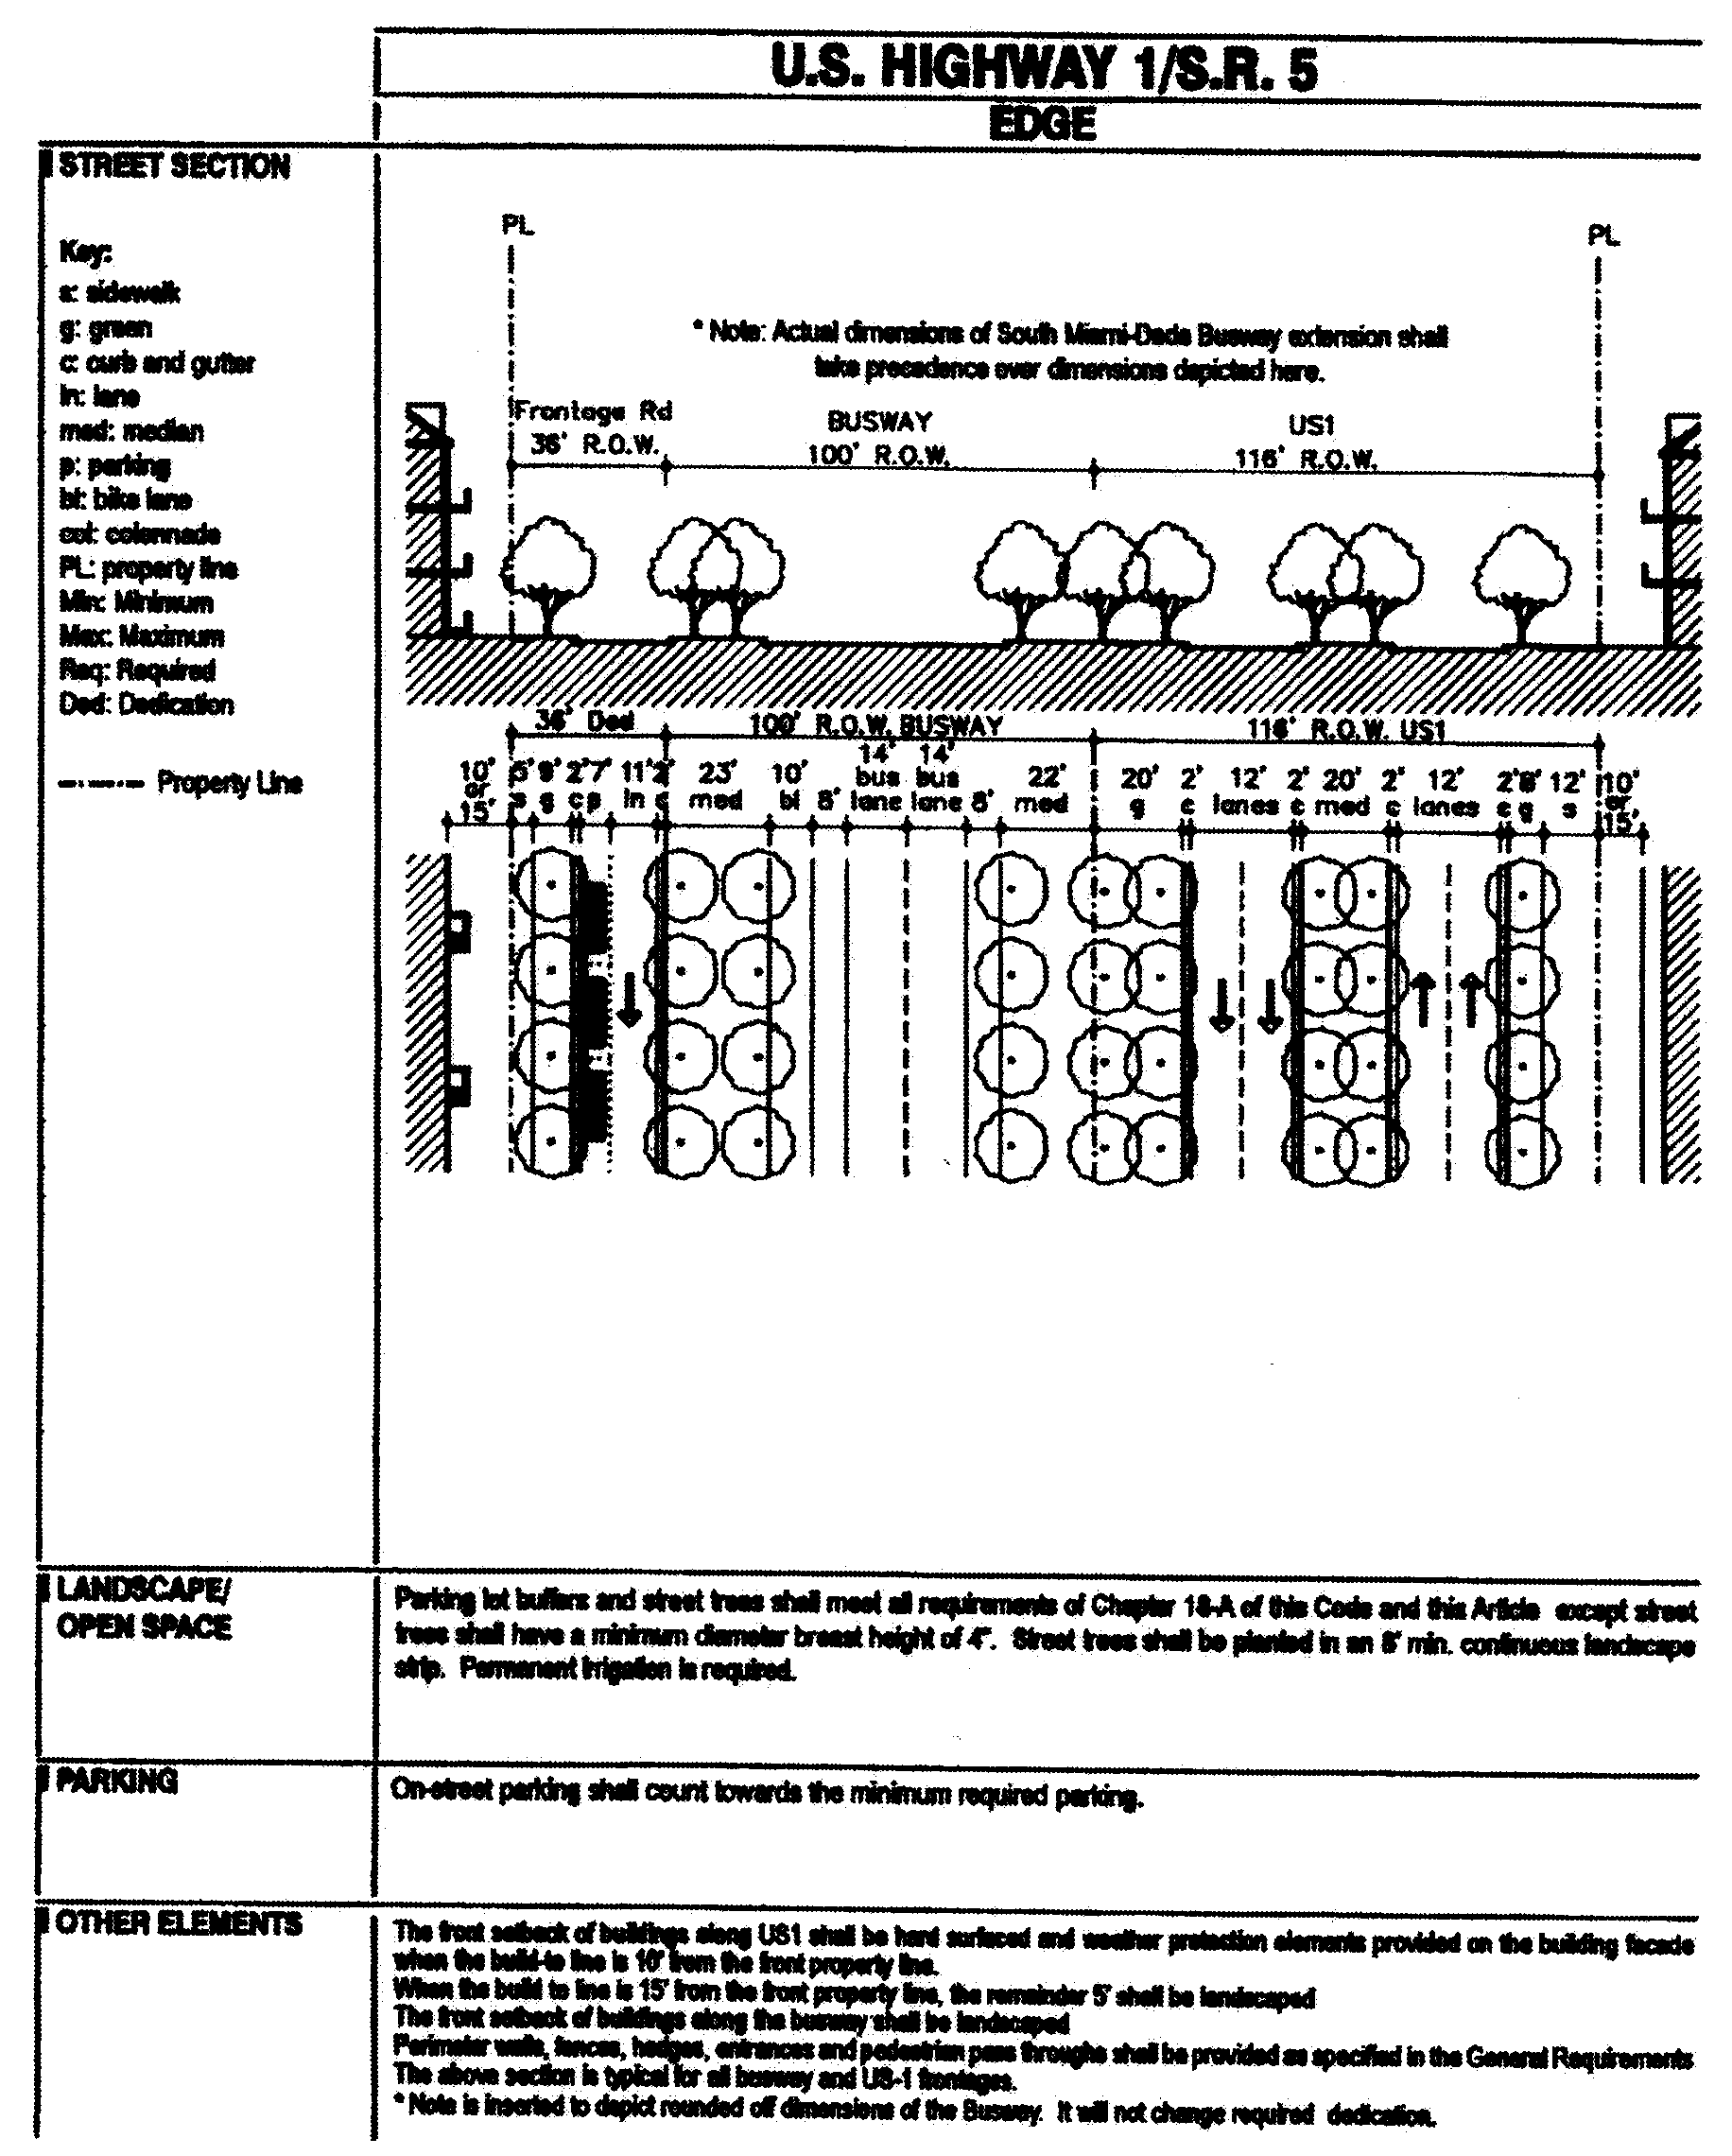 U.S. HIGHWAY 1/S.R. 5
EDGE
STREET SECTION
Key:
s: sidewalk
g: green
c: curb and gutter
ln: lane
med: median
p: parking
bl: bike lane
col: colonnade
PL: property line
Min: Minimum
Max: Maximum
Req: Required
Ded: Dedication
Property Line
PL
PL
* Note: Actual dimensions of South Miami-Dade Busway extension shall
take precedence over dimensions depicted here.
Frontage Rd
36' R.O.W.
BUSWAY
100' R.O.W.
US1
116' R.O.W.
36' Ded
100' R.O.W. BUSWAY
116' R.O.W. US1
10' or 15'
5' s
9' g
2' c
7' p
11' ln
2' c
23' med
10' bl
8'
14' bus lane
14' bus lane
8'
22' med
20' g
2' c
12' lanes
2' c
20' med
2' c
12' lanes
2' c
8' g
12' s
10' or 15'
LANDSCAPE/
OPEN SPACE
Parking lot buffers and street trees shall meet all requirements of Chapter 18-A of this Code and this Article except street
trees shall have a minimum diameter breast height of 4". Street trees shall be planted in an 8' min. continuous landscape
strip. Permanent irrigation is required.
PARKING
On-street parking shall count towards the minimum required parking.
OTHER ELEMENTS
The front setback of buildings along US1 shall be hard surfaced and weather protection elements provided on the building facade
when the build-to line is 10' from the front property line.
When the build to line is 15' from the front property line, the remainder 5' shall be landscaped
The front setback of buildings along the busway shall be landscaped
Perimeter walls, fences, hedges, entrances and pedestrian pass throughs shall be provided as specified in the General Requirements
The above section is typical for all busway and US-1 frontages.
* Note is inserted to depict rounded off dimensions of the Busway. It will not change required dedication.